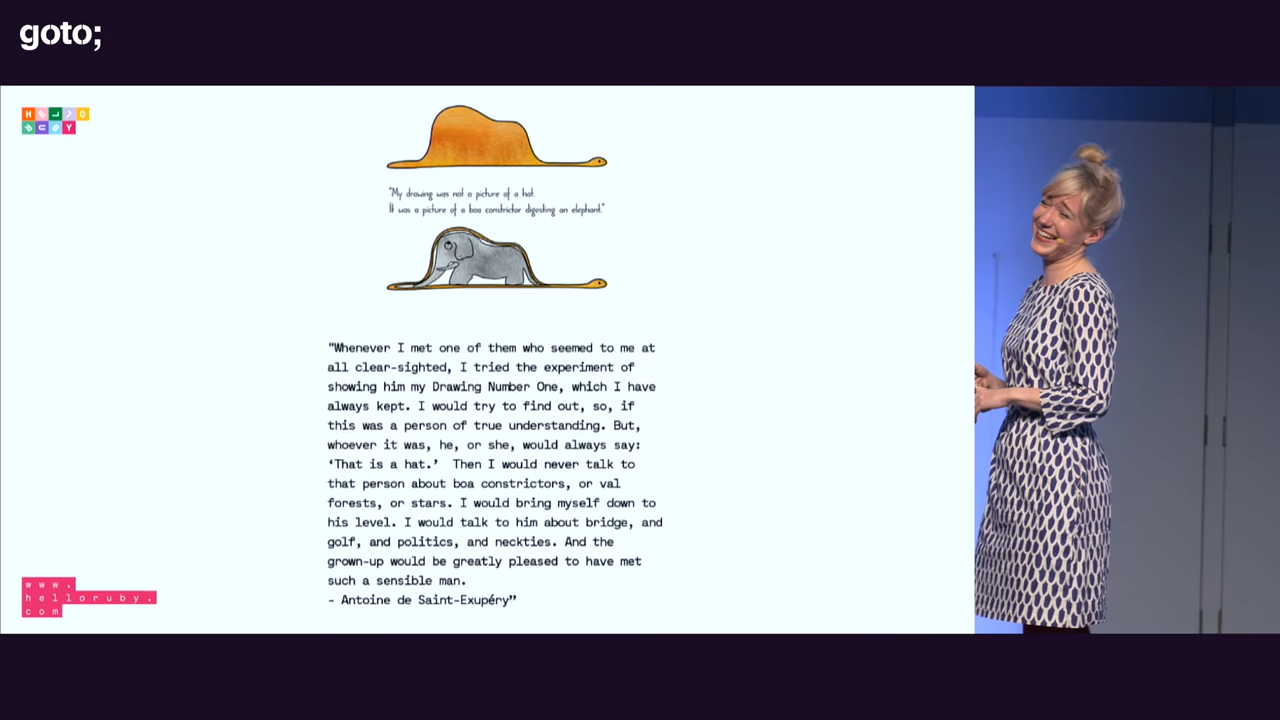 goto;
HELLO
RUBY
"My drawing was not a picture of a hat.
It was a picture of a boa constrictor digesting an elephant."
"Whenever I met one of them who seemed to me at
all clear-sighted, I tried the experiment of
showing him my Drawing Number One, which I have
always kept. I would try to find out, so, if
this was a person of true understanding. But,
whoever it was, he, or she, would always say:
‘That is a hat.’ Then I would never talk to
that person about boa constrictors, or val
forests, or stars. I would bring myself down to
his level. I would talk to him about bridge, and
golf, and politics, and neckties. And the
grown-up would be greatly pleased to have met
such a sensible man.
- Antoine de Saint-Exupéry”
www.
helloruby.
com